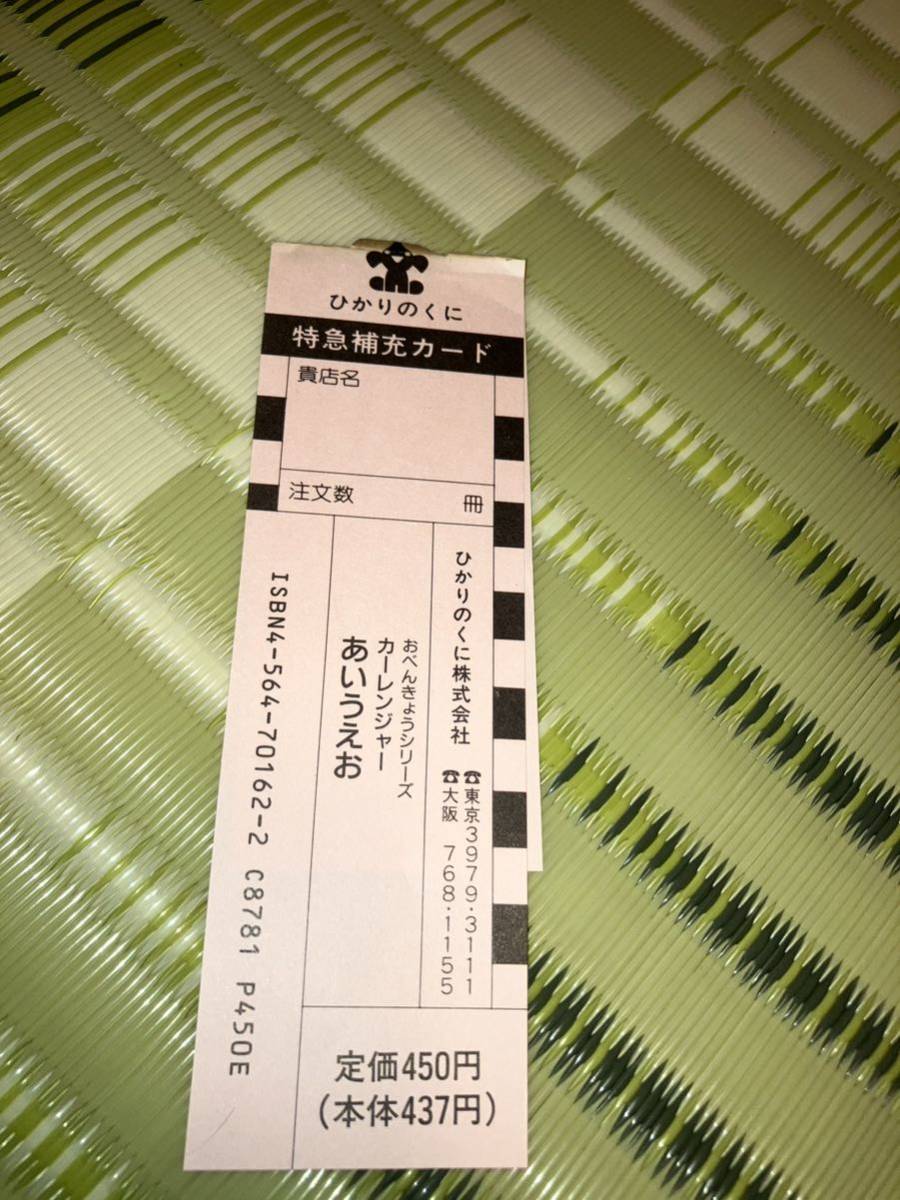 ひかりのくに
特急補充カード
貴店名
注文数 冊
ひかりのくに株式会社
☎東京3979・3111
☎大阪 768・1155
おべんきょうシリーズ
カーレンジャー
あいうえお
ISBN4-564-70162-2 C8781 P450E
定価450円
(本体437円)